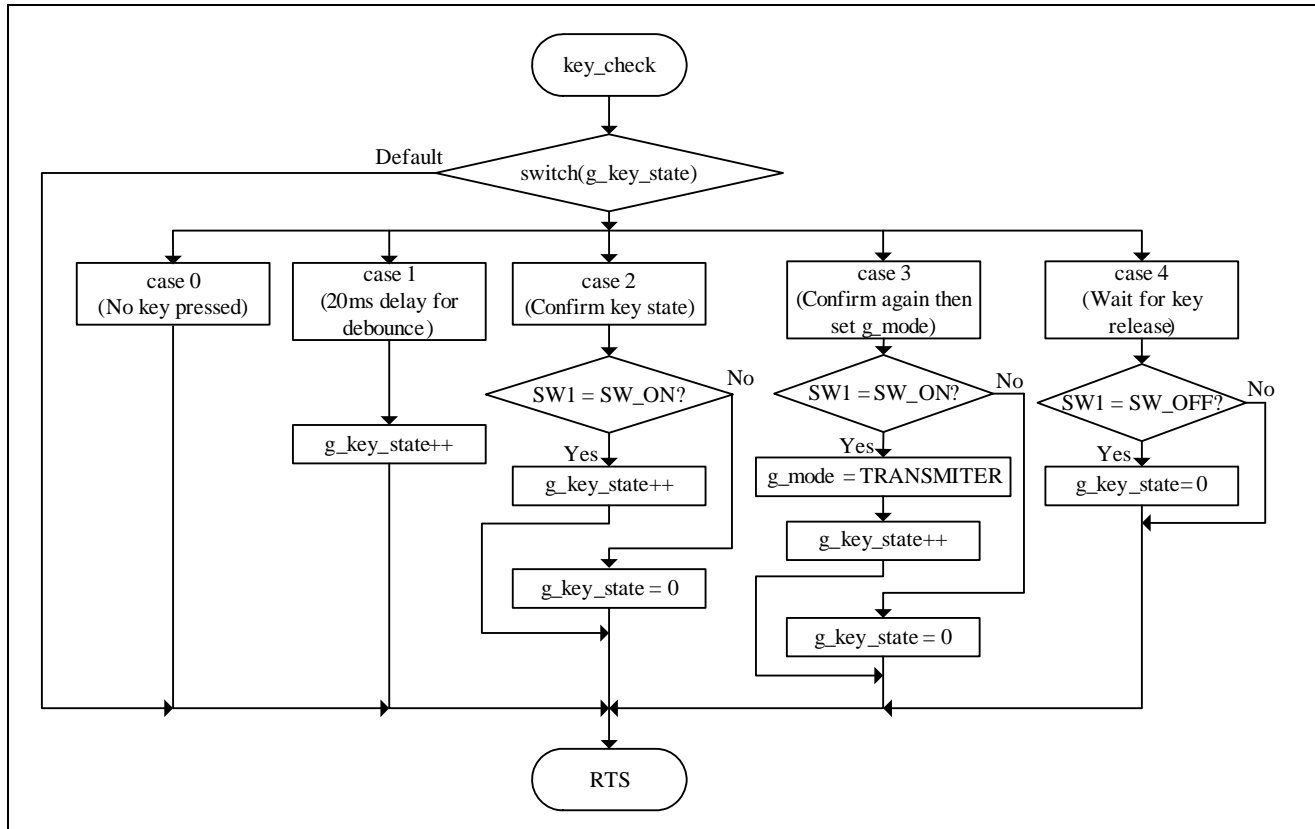 key_check
Default
switch(g_key_state)
case 0
(No key pressed)
case 1
(20ms delay for
debounce)
g_key_state++
case 2
(Confirm key state)
SW1 = SW_ON?
No
Yes
g_key_state++
g_key_state = 0
case 3
(Confirm again then
set g_mode)
SW1 = SW_ON?
No
Yes
g_mode = TRANSMITER
g_key_state++
g_key_state = 0
case 4
(Wait for key
release)
SW1 = SW_OFF?
No
Yes
g_key_state= 0
RTS